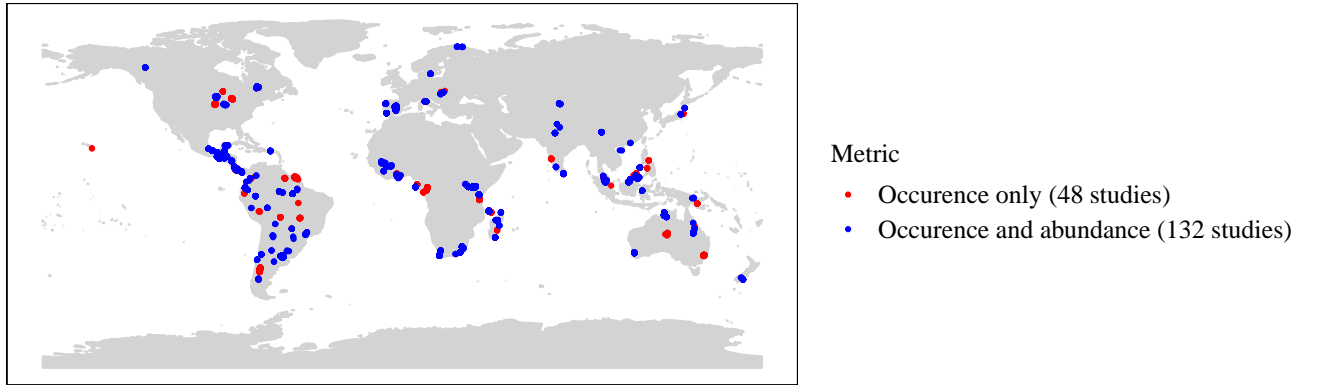 Metric
Occurence only (48 studies)
Occurence and abundance (132 studies)